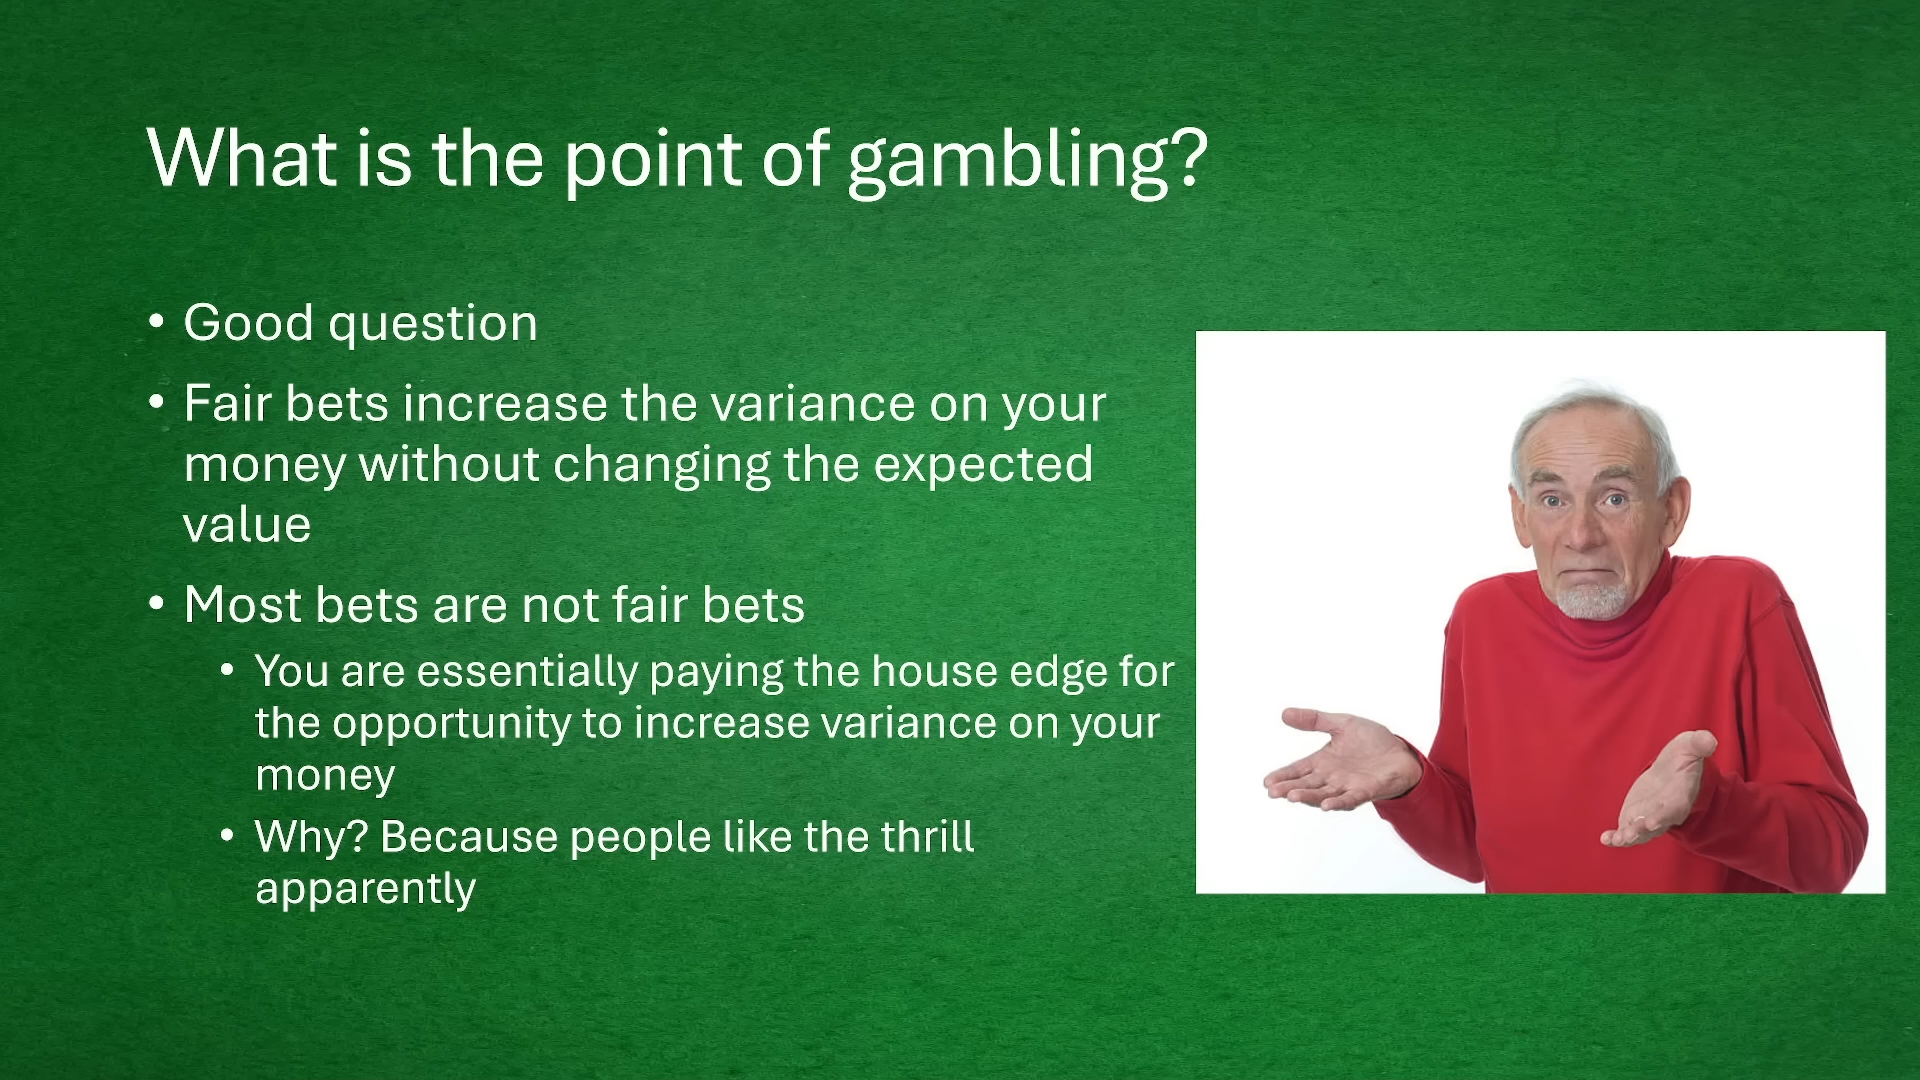 What is the point of gambling?
• Good question
• Fair bets increase the variance on your
money without changing the expected
value
• Most bets are not fair bets
• You are essentially paying the house edge for
the opportunity to increase variance on your
money
• Why? Because people like the thrill
apparently